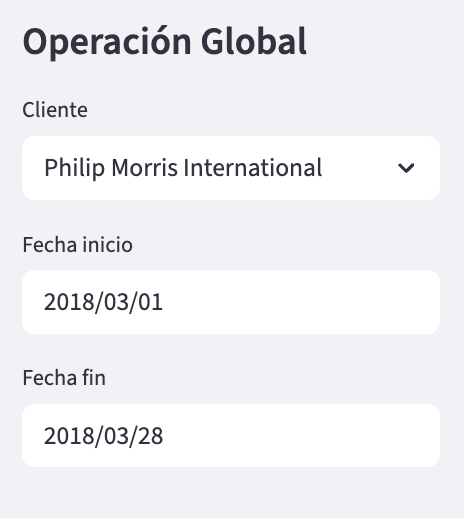 Operación Global
Cliente
Philip Morris International
Fecha inicio
2018/03/01
Fecha fin
2018/03/28